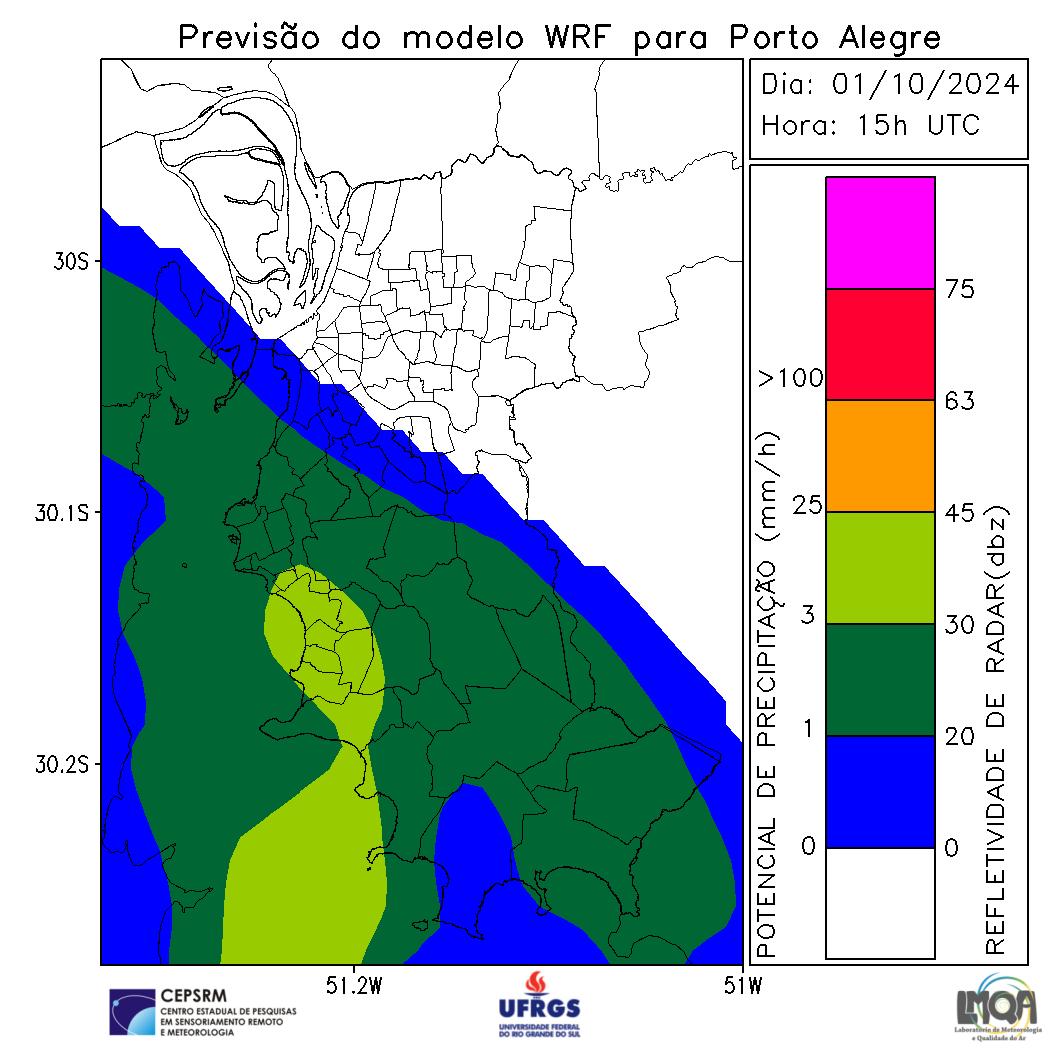 Previsão do modelo WRF para Porto Alegre
Dia: 01/10/2024
Hora: 15h UTC
30S
30.1S
30.2S
51.2W
51W
POTENCIAL DE PRECIPITAÇÃO (mm/h)
>100
25
3
1
0
75
63
45
30
20
0
REFLETIVIDADE DE RADAR(dbz)
CEPSRM
CENTRO ESTADUAL DE PESQUISAS
EM SENSORIAMENTO REMOTO
E METEOROLOGIA
UFRGS
UNIVERSIDADE FEDERAL
DO RIO GRANDE DO SUL
LMQA
Laboratório de Meteorologia
e Qualidade do Ar